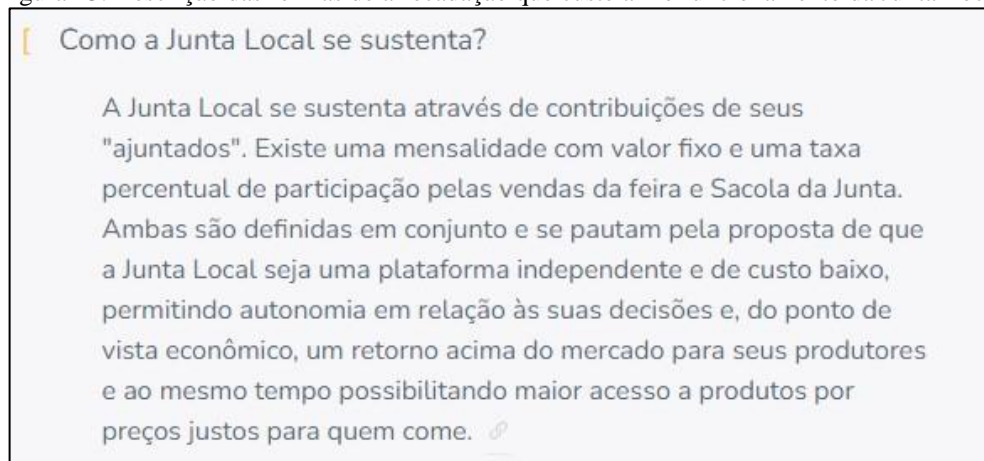 Como a Junta Local se sustenta?
A Junta Local se sustenta através de contribuições de seus
"ajuntados". Existe uma mensalidade com valor fixo e uma taxa
percentual de participação pelas vendas da feira e Sacola da Junta.
Ambas são definidas em conjunto e se pautam pela proposta de que
a Junta Local seja uma plataforma independente e de custo baixo,
permitindo autonomia em relação às suas decisões e, do ponto de
vista econômico, um retorno acima do mercado para seus produtores
e ao mesmo tempo possibilitando maior acesso a produtos por
preços justos para quem come.